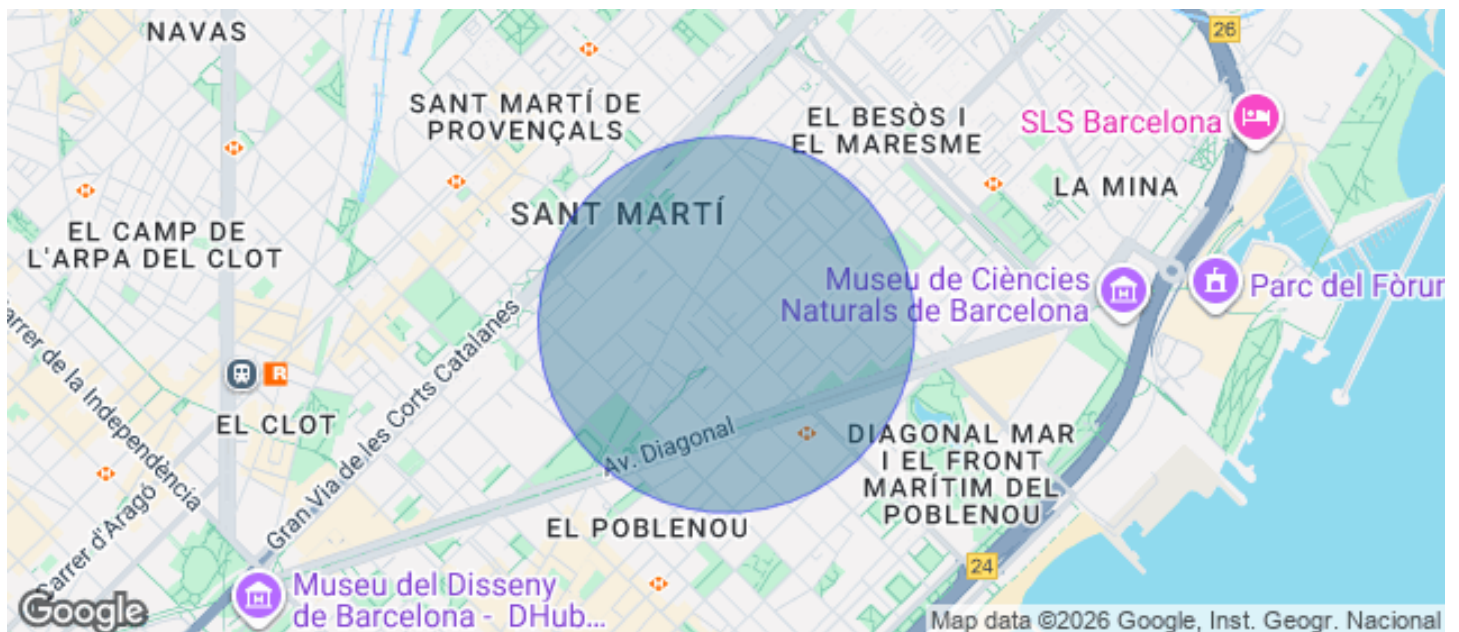 NAVAS
26
SANT MARTÍ DE
PROVENÇALS
EL BESÒS I
EL MARESME
SLS Barcelona
LA MINA
SANT MARTÍ
EL CAMP DE
L'ARPA DEL CLOT
Museu de Ciències
Naturals de Barcelona
Parc del Fòrur
Carrer de la Independència
Gran Via de les Corts Catalanes
R
EL CLOT
Av. Diagonal
DIAGONAL MAR
I EL FRONT
MARÍTIM DEL
POBLENOU
Carrer d'Aragó
EL POBLENOU
24
Museu del Disseny
de Barcelona - DHub...
Google
Map data ©2026 Google, Inst. Geogr. Nacional